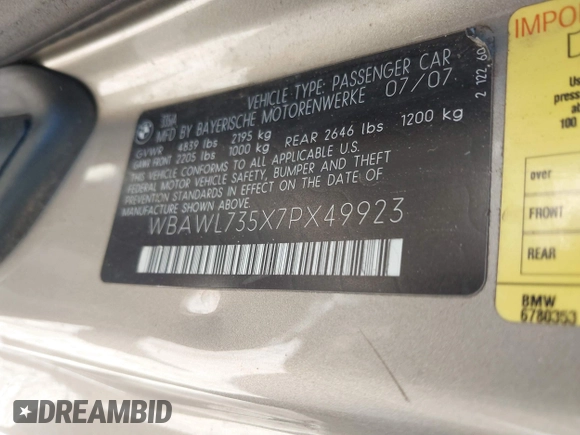 VEHICLE TYPE: PASSENGER CAR
MFD BY BAYERISCHE MOTORENWERKE 07/07
GVWR 4839 lbs 2195 kg
GAWR FRONT 2205 lbs 1000 kg REAR 2646 lbs 1200 kg
THIS VEHICLE CONFORMS TO ALL APPLICABLE U.S.
FEDERAL MOTOR VEHICLE SAFETY, BUMPER AND THEFT
PREVENTION STANDARDS IN EFFECT ON THE DATE OF
MANUFACTURE SHOWN ABOVE.
WBAWL735X7PX49923
over
FRONT
REAR
BMW
6780353
DREAMBID